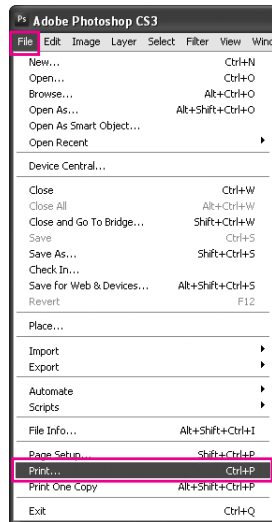 Ps Adobe Photoshop CS3
File Edit Image Layer Select Filter View
New... Ctrl+N
Open... Ctrl+O
Browse... Alt+Ctrl+O
Open As... Alt+Shift+Ctrl+O
Open As Smart Object...
Open Recent
Device Central...
Close Ctrl+W
Close All Alt+Ctrl+W
Close and Go To Bridge... Shift+Ctrl+W
Save Ctrl+S
Save As... Shift+Ctrl+S
Check In...
Save for Web & Devices... Alt+Shift+Ctrl+S
Revert F12
Place...
Import
Export
Automate
Scripts
File Info... Alt+Shift+Ctrl+I
Page Setup... Shift+Ctrl+P
Print... Ctrl+P
Print One Copy Alt+Shift+Ctrl+P
Exit Ctrl+Q